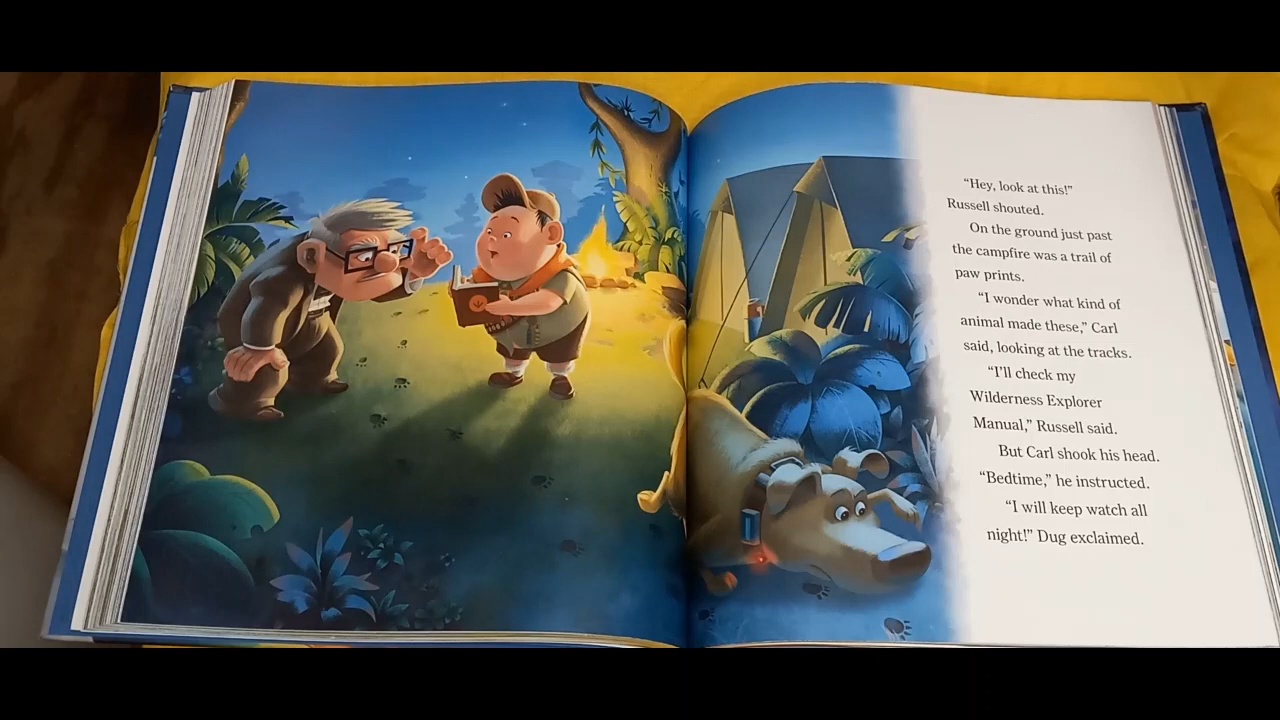 “Hey, look at this!”
Russell shouted.
On the ground just past
the campfire was a trail of
paw prints.
“I wonder what kind of
animal made these,” Carl
said, looking at the tracks.
“I’ll check my
Wilderness Explorer
Manual,” Russell said.
But Carl shook his head.
“Bedtime,” he instructed.
“I will keep watch all
night!” Dug exclaimed.